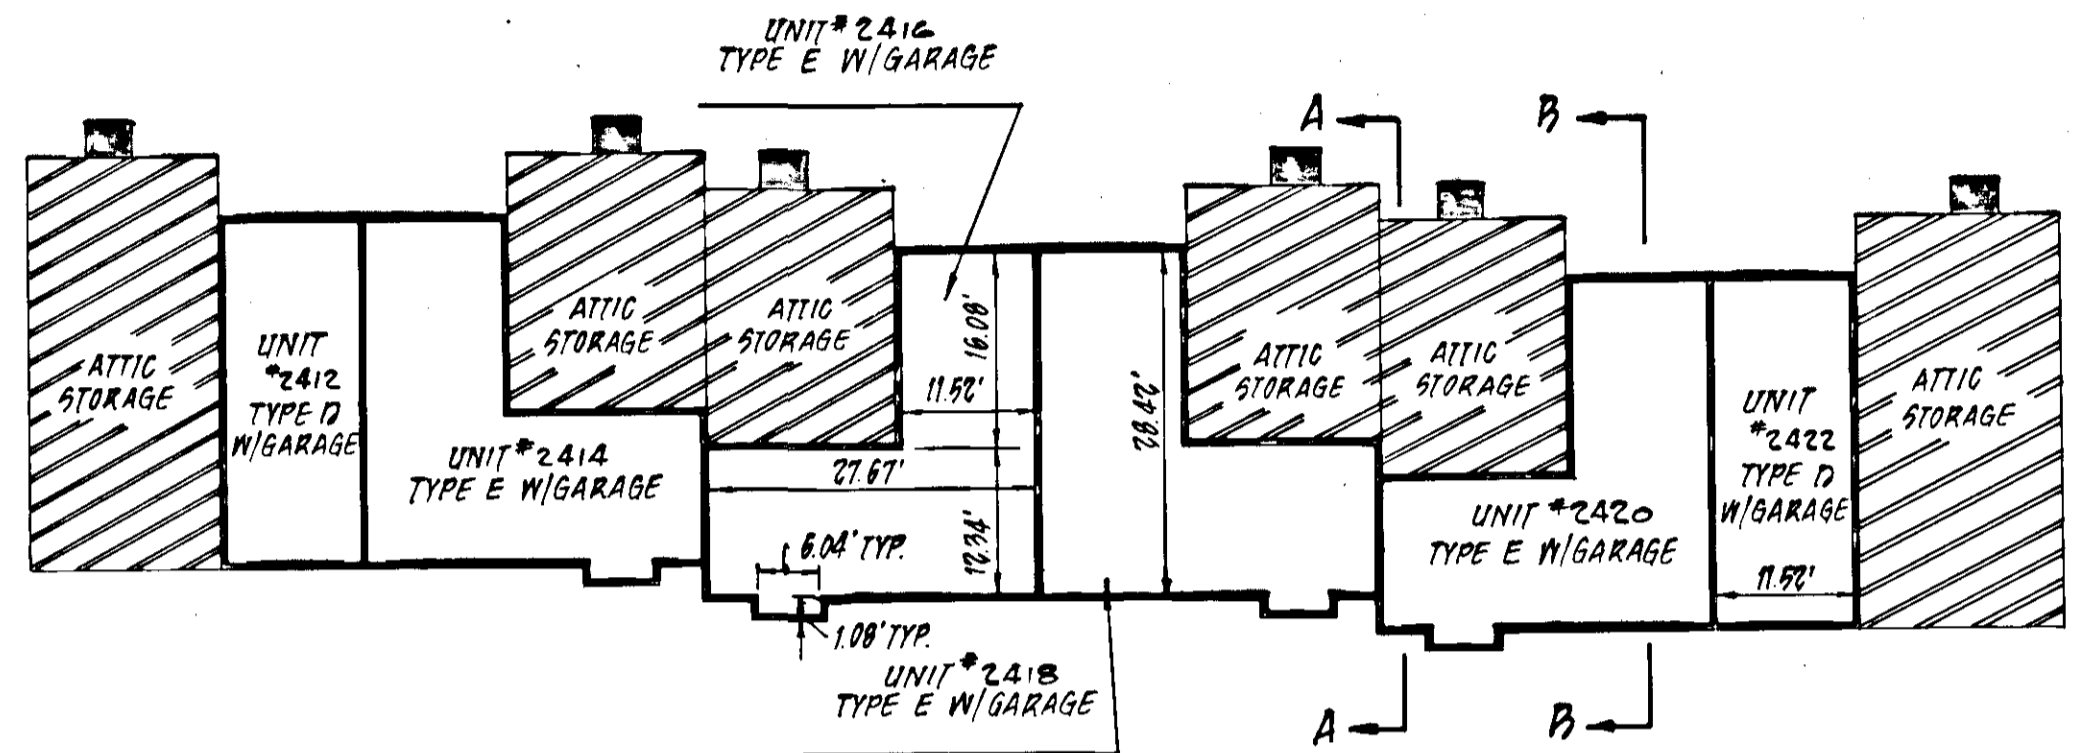 UNIT #2416
TYPE E W/GARAGE
A
B
ATTIC
STORAGE
UNIT
#2412
TYPE D
W/GARAGE
UNIT #2414
TYPE E W/GARAGE
ATTIC
STORAGE
ATTIC
STORAGE
16.08'
11.52'
27.67'
12.34'
6.04' TYP.
1.08' TYP.
28.42'
UNIT #2418
TYPE E W/GARAGE
ATTIC
STORAGE
ATTIC
STORAGE
UNIT #2420
TYPE E W/GARAGE
UNIT
#2422
TYPE D
W/GARAGE
11.52'
ATTIC
STORAGE
A
B